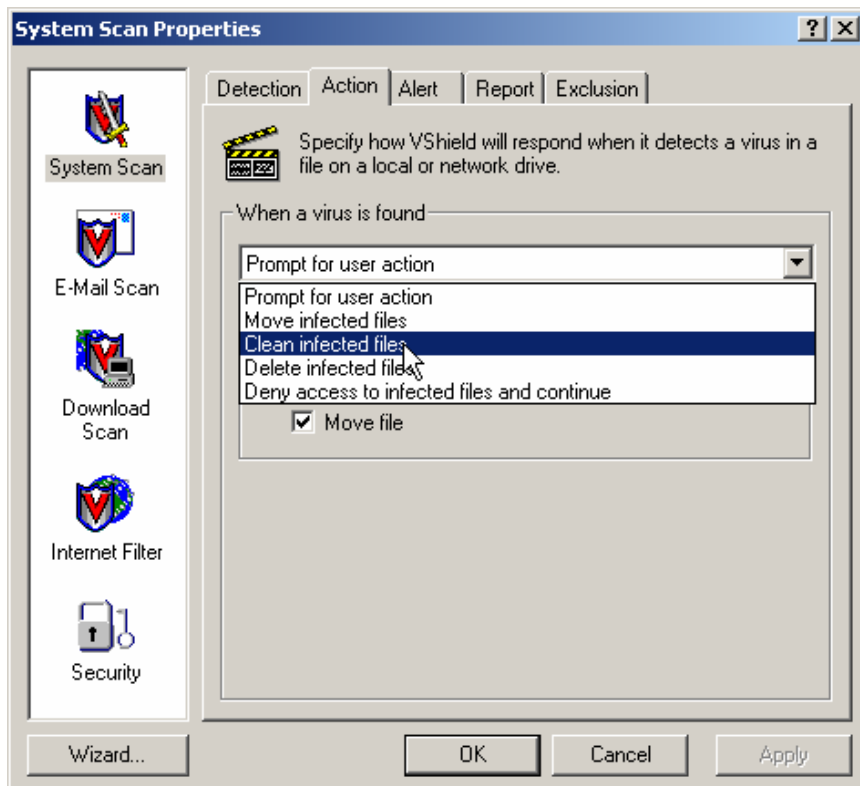 System Scan Properties
Detection Action Alert Report Exclusion
System Scan
E-Mail Scan
Download
Scan
Internet Filter
Security
Specify how VShield will respond when it detects a virus in a
file on a local or network drive.
When a virus is found
Prompt for user action
Prompt for user action
Move infected files
Clean infected files
Delete infected files
Deny access to infected files and continue
Move file
Wizard... OK Cancel Apply